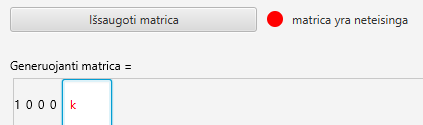 Išsaugoti matrica
matrica yra neteisinga
Generuojanti matrica =
1 0 0 0 k